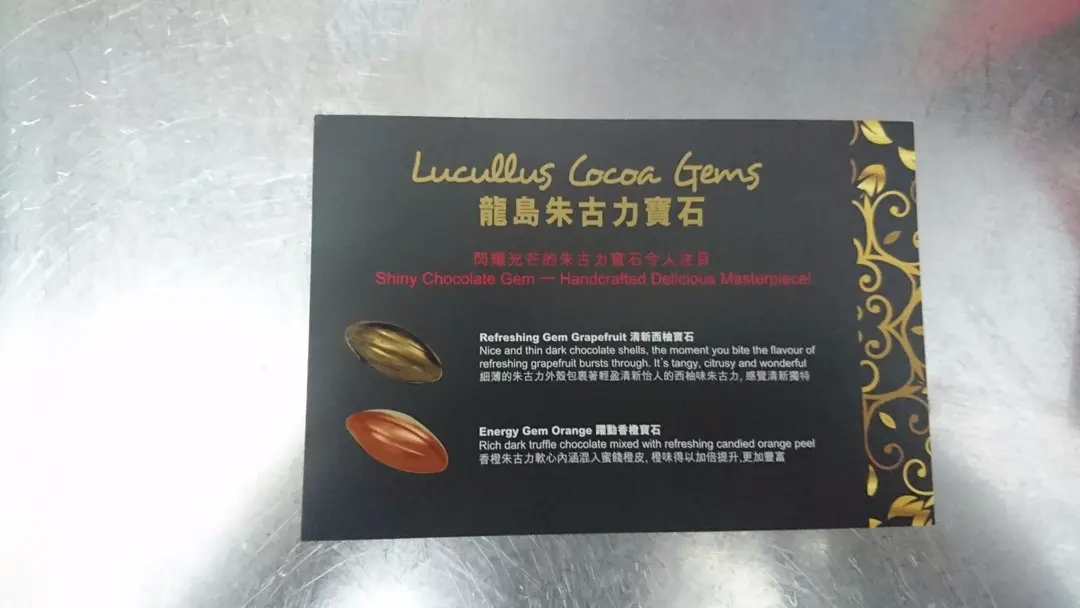 Lucullus Cocoa Gems
龍島朱古力寶石
閃耀光芒的朱古力寶石令人注目
Shiny Chocolate Gem — Handcrafted Delicious Masterpiece!
Refreshing Gem Grapefruit 清新西柚寶石
Nice and thin dark chocolate shells, the moment you bite the flavour of
refreshing grapefruit bursts through. It's tangy, citrusy and wonderful
細薄的朱古力外殼包裹著輕盈清新怡人的西柚味朱古力, 感覺清新獨特
Energy Gem Orange 躍動香橙寶石
Rich dark truffle chocolate mixed with refreshing candied orange peel
香橙朱古力軟心內涵混入蜜餞橙皮, 橙味得以加倍提升,更加豐富